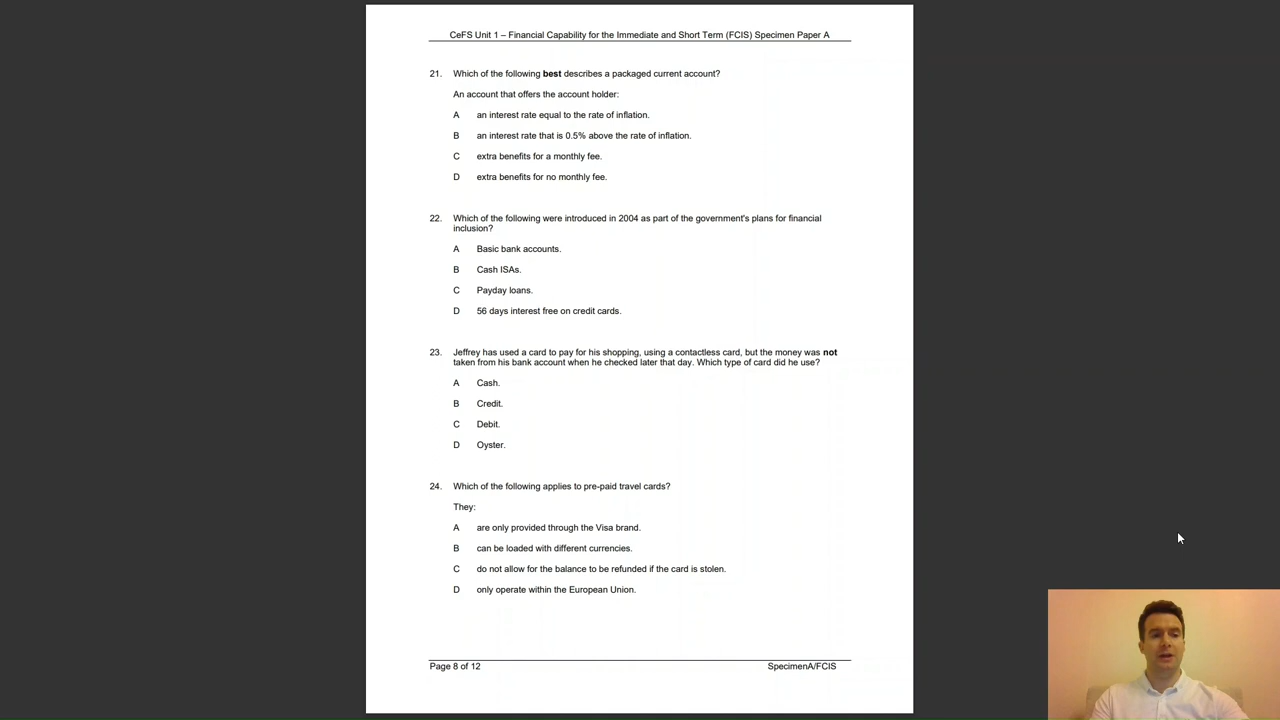 CeFS Unit 1 – Financial Capability for the Immediate and Short Term (FCIS) Specimen Paper A
21. Which of the following best describes a packaged current account?
An account that offers the account holder:
A an interest rate equal to the rate of inflation.
B an interest rate that is 0.5% above the rate of inflation.
C extra benefits for a monthly fee.
D extra benefits for no monthly fee.
22. Which of the following were introduced in 2004 as part of the government's plans for financial
inclusion?
A Basic bank accounts.
B Cash ISAs.
C Payday loans.
D 56 days interest free on credit cards.
23. Jeffrey has used a card to pay for his shopping, using a contactless card, but the money was not
taken from his bank account when he checked later that day. Which type of card did he use?
A Cash.
B Credit.
C Debit.
D Oyster.
24. Which of the following applies to pre-paid travel cards?
They:
A are only provided through the Visa brand.
B can be loaded with different currencies.
C do not allow for the balance to be refunded if the card is stolen.
D only operate within the European Union.
Page 8 of 12 SpecimenA/FCIS